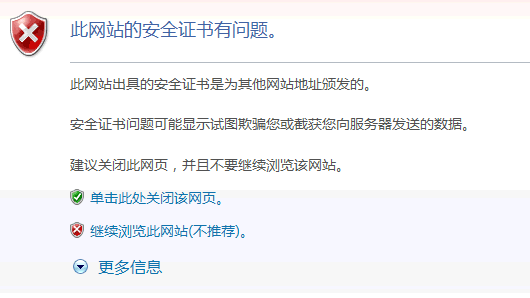 此网站的安全证书有问题。
此网站出具的安全证书是为其他网站地址颁发的。
安全证书问题可能显示试图欺骗您或截获您向服务器发送的数据。
建议关闭此网页，并且不要继续浏览该网站。
单击此处关闭该网页。
继续浏览此网站(不推荐)。
更多信息